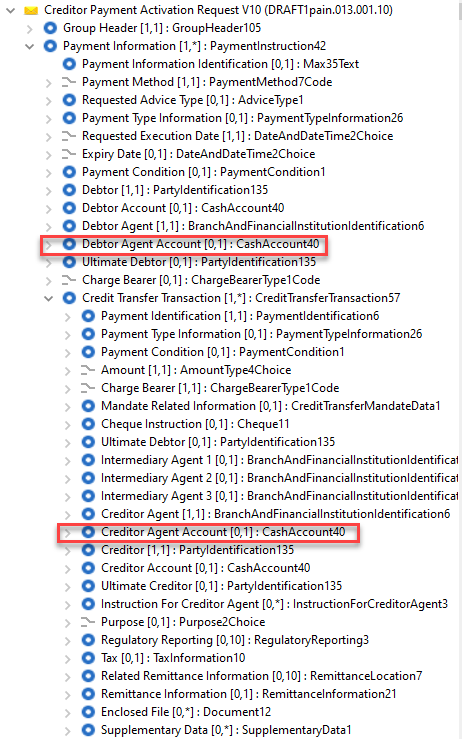 Creditor Payment Activation Request V10 (DRAFT1pain.013.001.10)
Group Header [1,1] : GroupHeader105
Payment Information [1,*] : PaymentInstruction42
Payment Information Identification [0,1] : Max35Text
Payment Method [1,1] : PaymentMethod7Code
Requested Advice Type [0,1] : AdviceType1
Payment Type Information [0,1] : PaymentTypeInformation26
Requested Execution Date [1,1] : DateAndDateTime2Choice
Expiry Date [0,1] : DateAndDateTime2Choice
Payment Condition [0,1] : PaymentCondition1
Debtor [1,1] : PartyIdentification135
Debtor Account [0,1] : CashAccount40
Debtor Agent [1,1] : BranchAndFinancialInstitutionIdentification6
Debtor Agent Account [0,1] : CashAccount40
Ultimate Debtor [0,1] : PartyIdentification135
Charge Bearer [0,1] : ChargeBearerType1Code
Credit Transfer Transaction [1,*] : CreditTransferTransaction57
Payment Identification [1,1] : PaymentIdentification6
Payment Type Information [0,1] : PaymentTypeInformation26
Payment Condition [0,1] : PaymentCondition1
Amount [1,1] : AmountType4Choice
Charge Bearer [1,1] : ChargeBearerType1Code
Mandate Related Information [0,1] : CreditTransferMandateData1
Cheque Instruction [0,1] : Cheque11
Ultimate Debtor [0,1] : PartyIdentification135
Intermediary Agent 1 [0,1] : BranchAndFinancialInstitutionIdentificat
Intermediary Agent 2 [0,1] : BranchAndFinancialInstitutionIdentificat
Intermediary Agent 3 [0,1] : BranchAndFinancialInstitutionIdentificat
Creditor Agent [1,1] : BranchAndFinancialInstitutionIdentification6
Creditor Agent Account [0,1] : CashAccount40
Creditor [1,1] : PartyIdentification135
Creditor Account [0,1] : CashAccount40
Ultimate Creditor [0,1] : PartyIdentification135
Instruction For Creditor Agent [0,*] : InstructionForCreditorAgent3
Purpose [0,1] : Purpose2Choice
Regulatory Reporting [0,10] : RegulatoryReporting3
Tax [0,1] : TaxInformation10
Related Remittance Information [0,10] : RemittanceLocation7
Remittance Information [0,1] : RemittanceInformation21
Enclosed File [0,*] : Document12
Supplementary Data [0,*] : SupplementaryData1